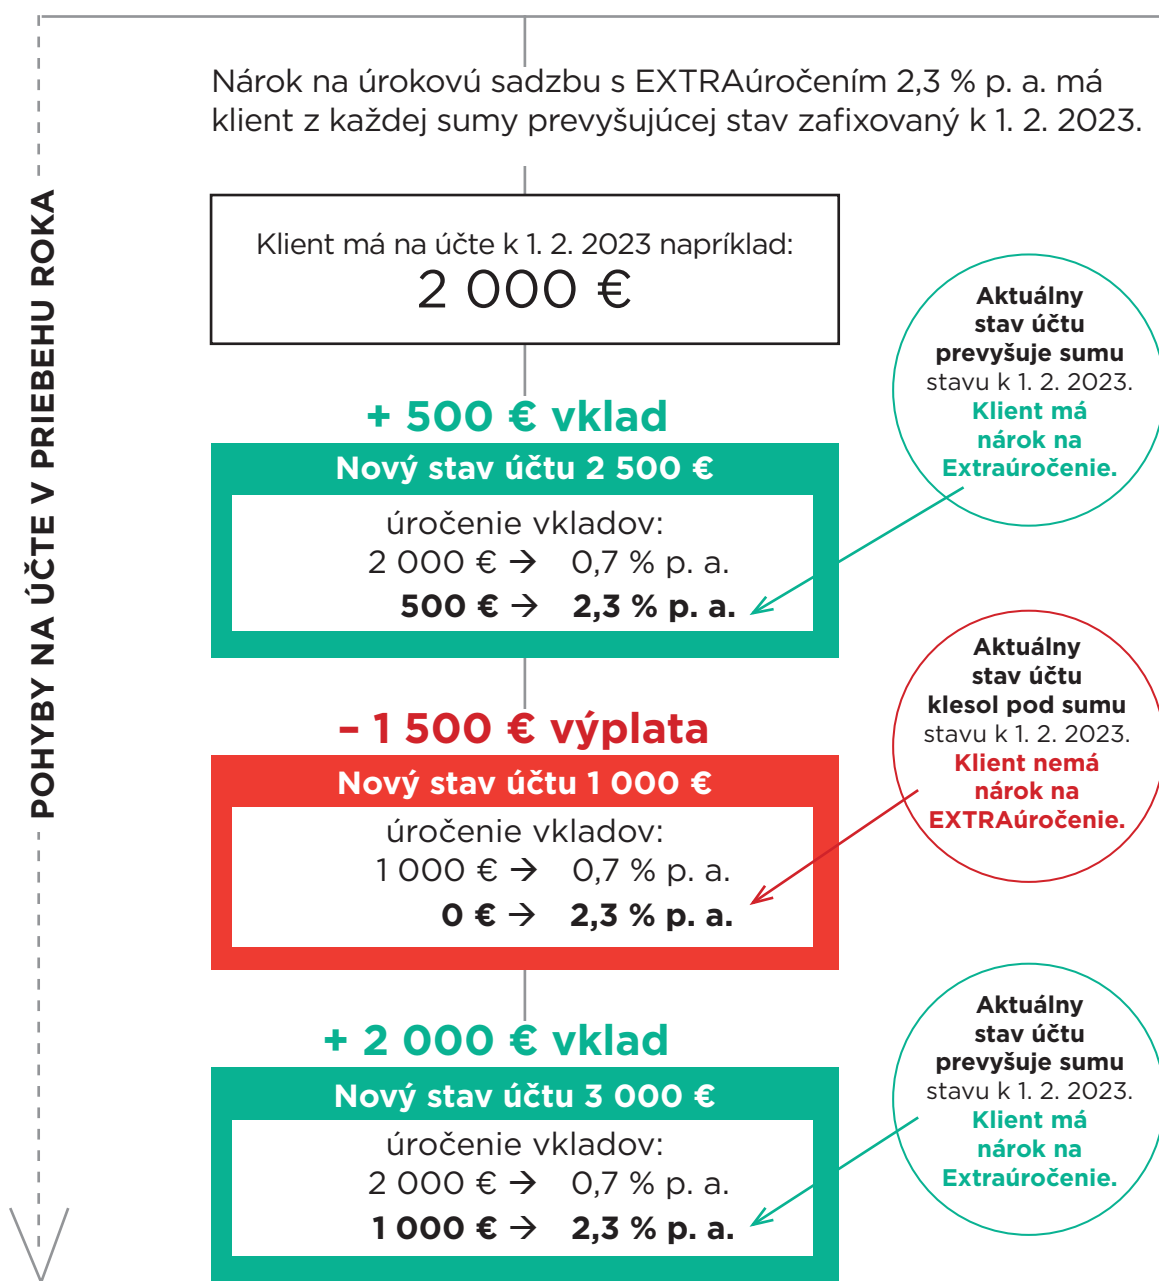 Nárok na úrokovú sadzbu s EXTRAúročením 2,3 % p. a. má
klient z každej sumy prevyšujúcej stav zafixovaný k 1. 2. 2023.
POHYBY NA ÚČTE V PRIEBEHU ROKA
Klient má na účte k 1. 2. 2023 napríklad:
2 000 €
+ 500 € vklad
Nový stav účtu 2 500 €
úročenie vkladov:
2 000 € → 0,7 % p. a.
500 € → 2,3 % p. a.
Aktuálny
stav účtu
prevyšuje sumu
stavu k 1. 2. 2023.
Klient má
nárok na
Extraúročenie.
– 1 500 € výplata
Nový stav účtu 1 000 €
úročenie vkladov:
1 000 € → 0,7 % p. a.
0 € → 2,3 % p. a.
Aktuálny
stav účtu
klesol pod sumu
stavu k 1. 2. 2023.
Klient nemá
nárok na
EXTRAúročenie.
+ 2 000 € vklad
Nový stav účtu 3 000 €
úročenie vkladov:
2 000 € → 0,7 % p. a.
1 000 € → 2,3 % p. a.
Aktuálny
stav účtu
prevyšuje sumu
stavu k 1. 2. 2023.
Klient má
nárok na
Extraúročenie.